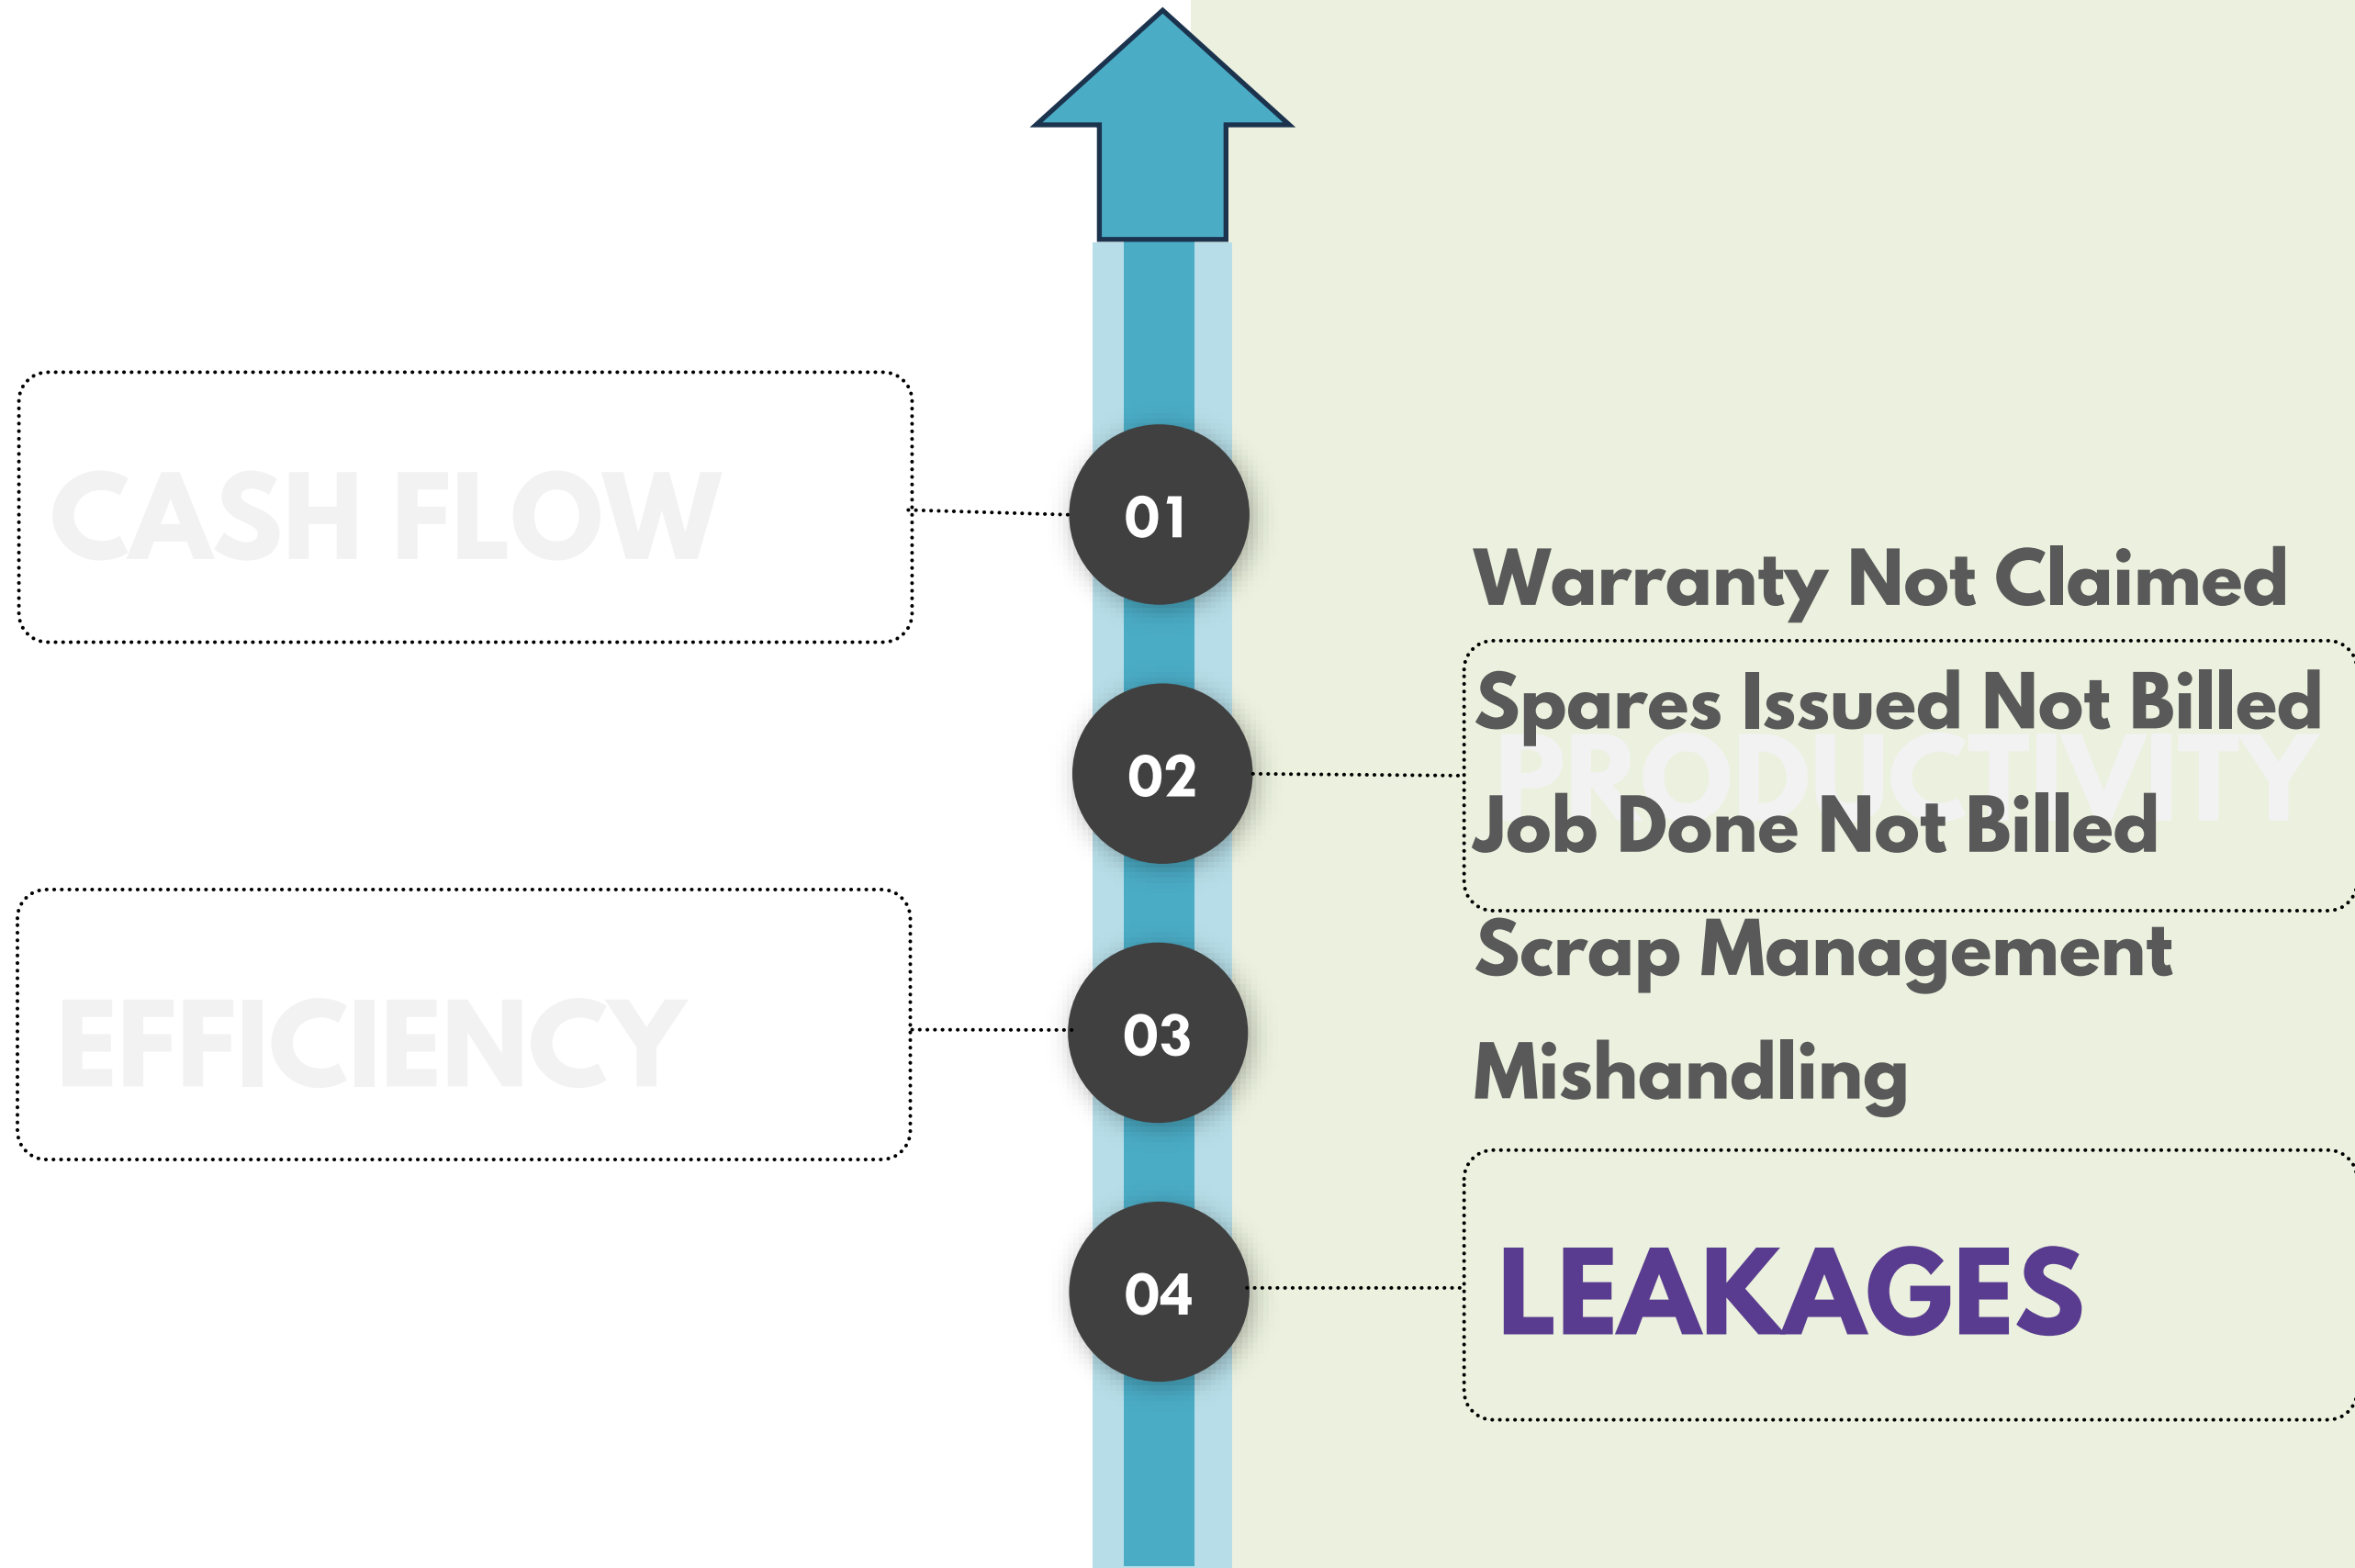 CASH FLOW
01
Warranty Not Claimed
Spares Issued Not Billed
PRODUCTIVITY
02
Job Done Not Billed
Scrap Management
EFFICIENCY
03
Mishandling
04
LEAKAGES